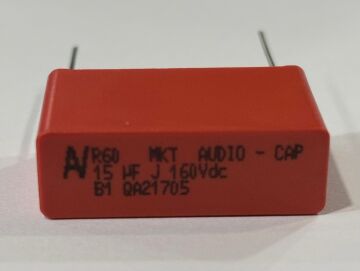 R60 MKT AUDIO - CAP
15 µF J 160Vdc
B1 QA21705